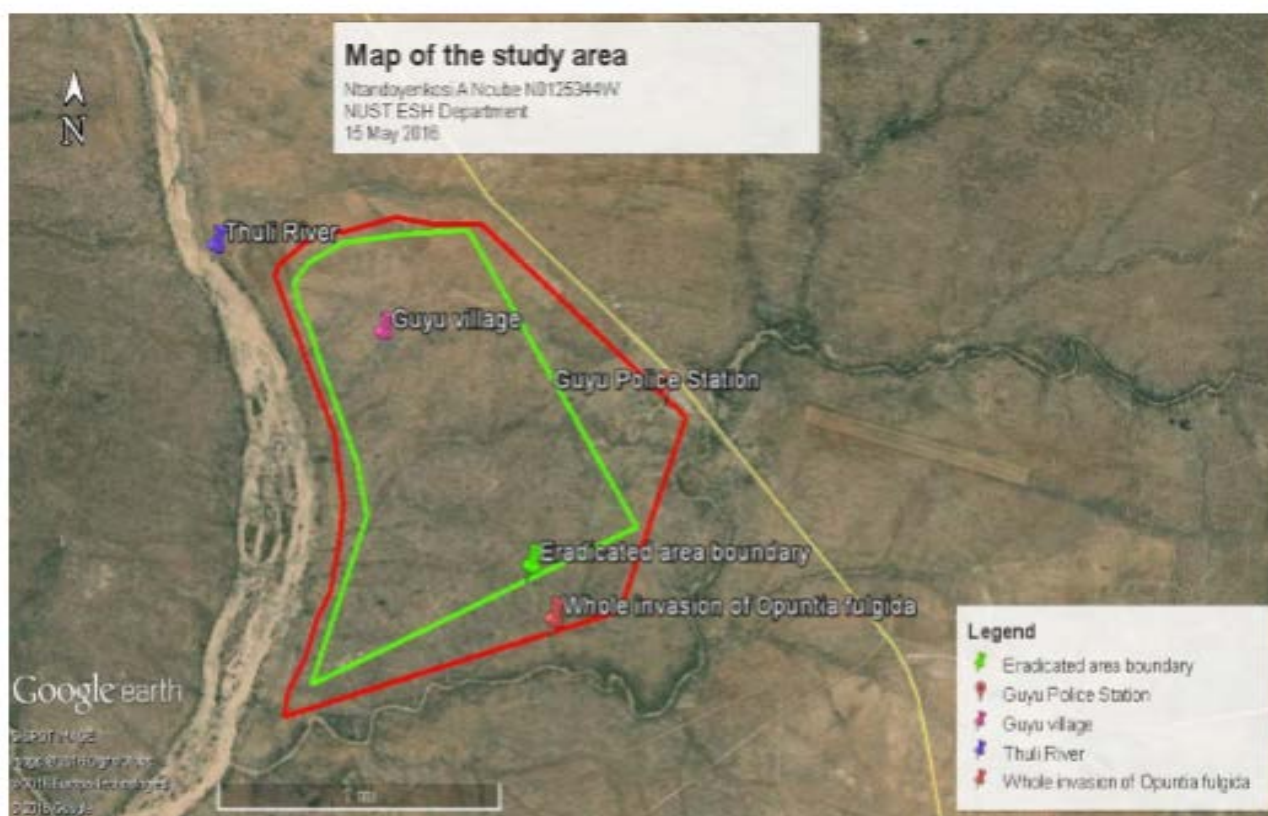 Map of the study area
Ntandoyenkosi A Ncube N0125344W
NUST ESH Department
15 May 2016
N
Thuli River
Guyu village
Guyu Police Station
Eradicated area boundary
Whole invasion of Opuntia fulgida
Legend
Eradicated area boundary
Guyu Police Station
Guyu village
Thuli River
Whole invasion of Opuntia fulgida
Google earth
© 2016 Google